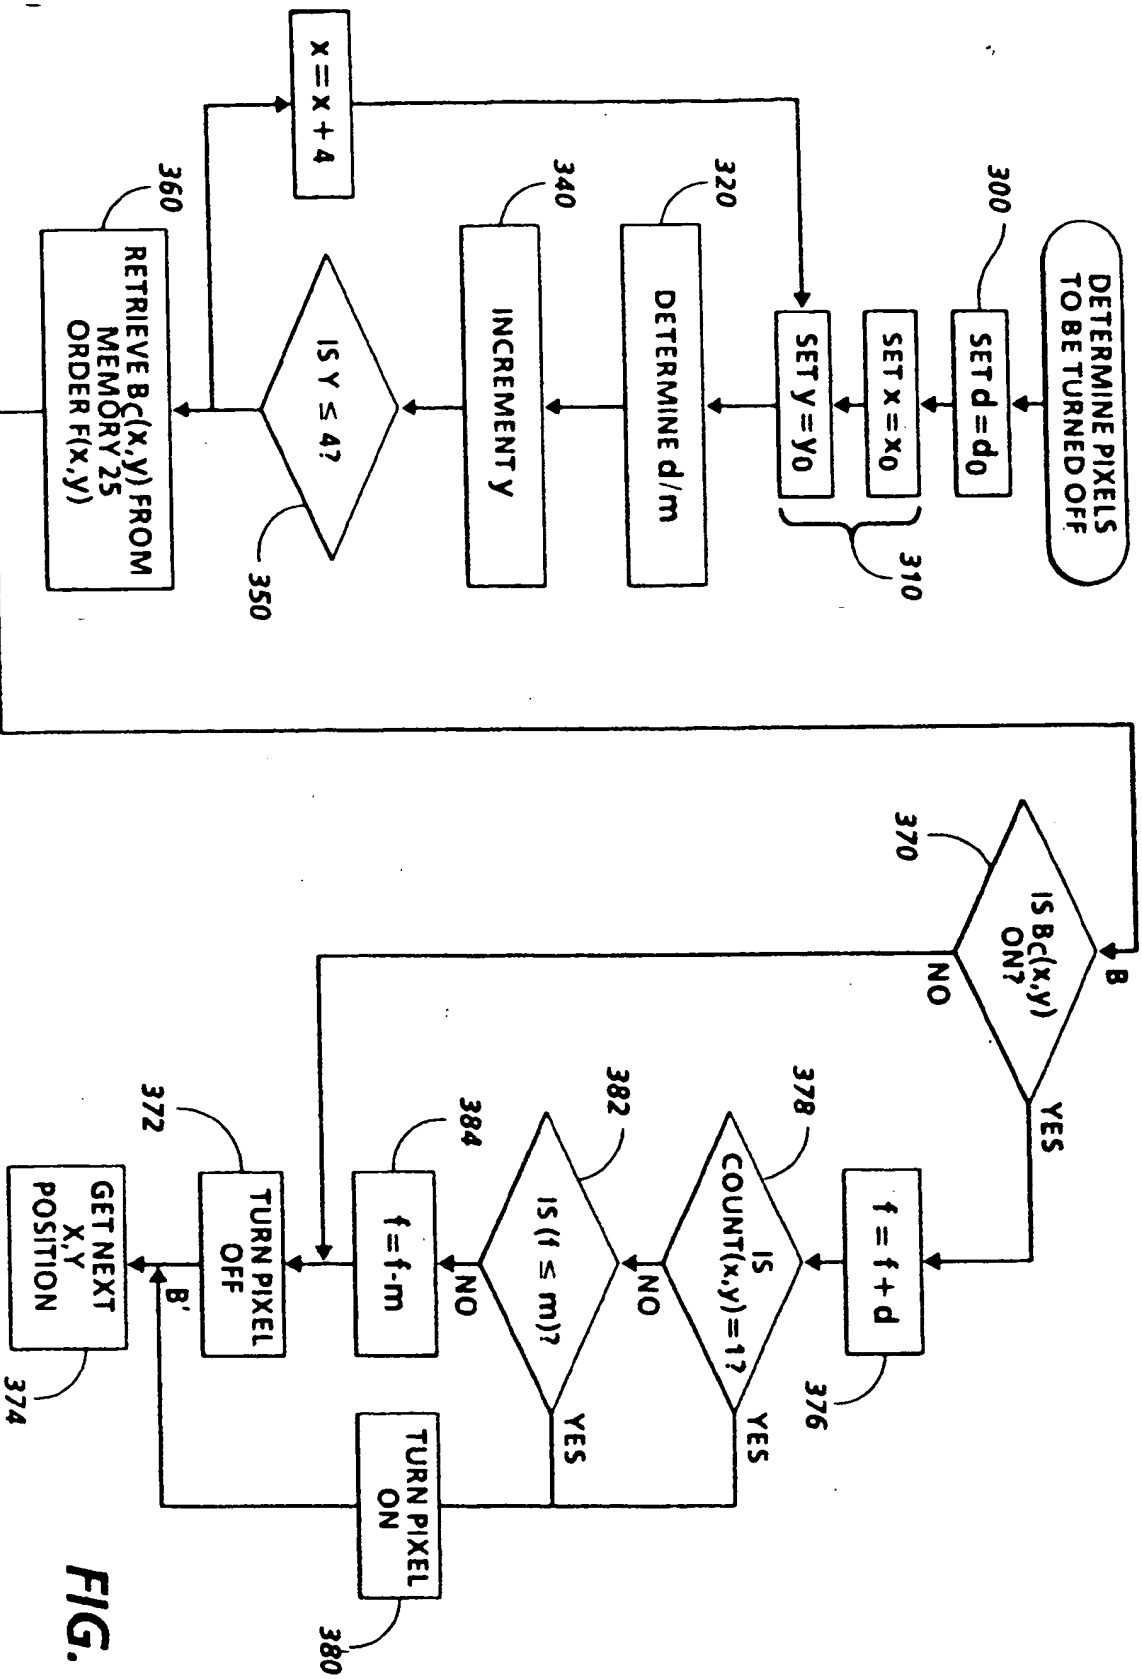 DETERMINE PIXELS
TO BE TURNED OFF
300
SET d = d0
SET x = x0
310
SET y = y0
320
DETERMINE d/m
340
INCREMENT y
x = x + 4
IS Y ≤ 4?
350
360
RETRIEVE BC(x,y) FROM
MEMORY 25
ORDER F(x,y)
B
370
IS BC(x,y)
ON?
YES
NO
f = f + d
376
378
IS
COUNT(x,y) = 1?
YES
NO
382
IS (f ≤ m)?
YES
NO
384
f = f-m
TURN PIXEL
ON
380
372
TURN PIXEL
OFF
B'
GET NEXT
X,Y
POSITION
374
FIG.